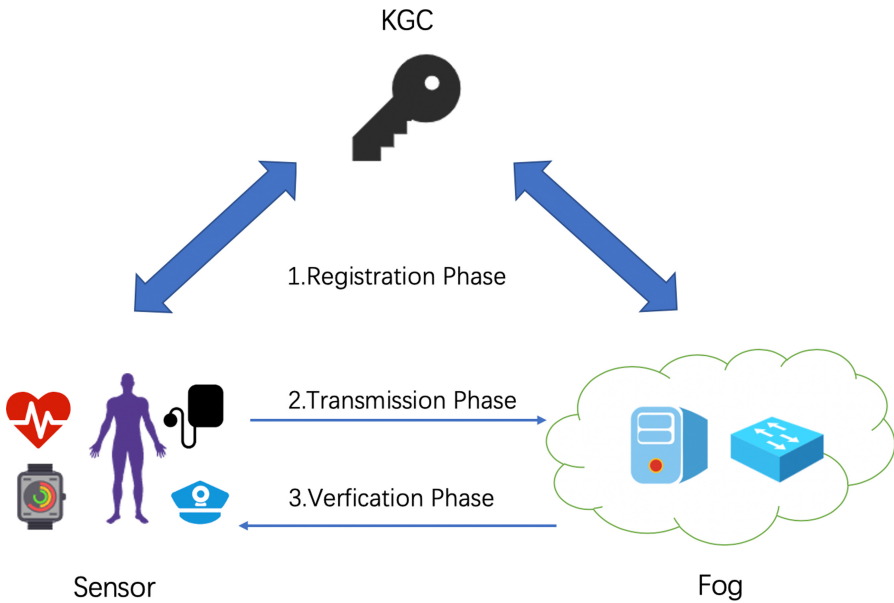 KGC
1.Registration Phase
2.Transmission Phase
3.Verfication Phase
Sensor
Fog